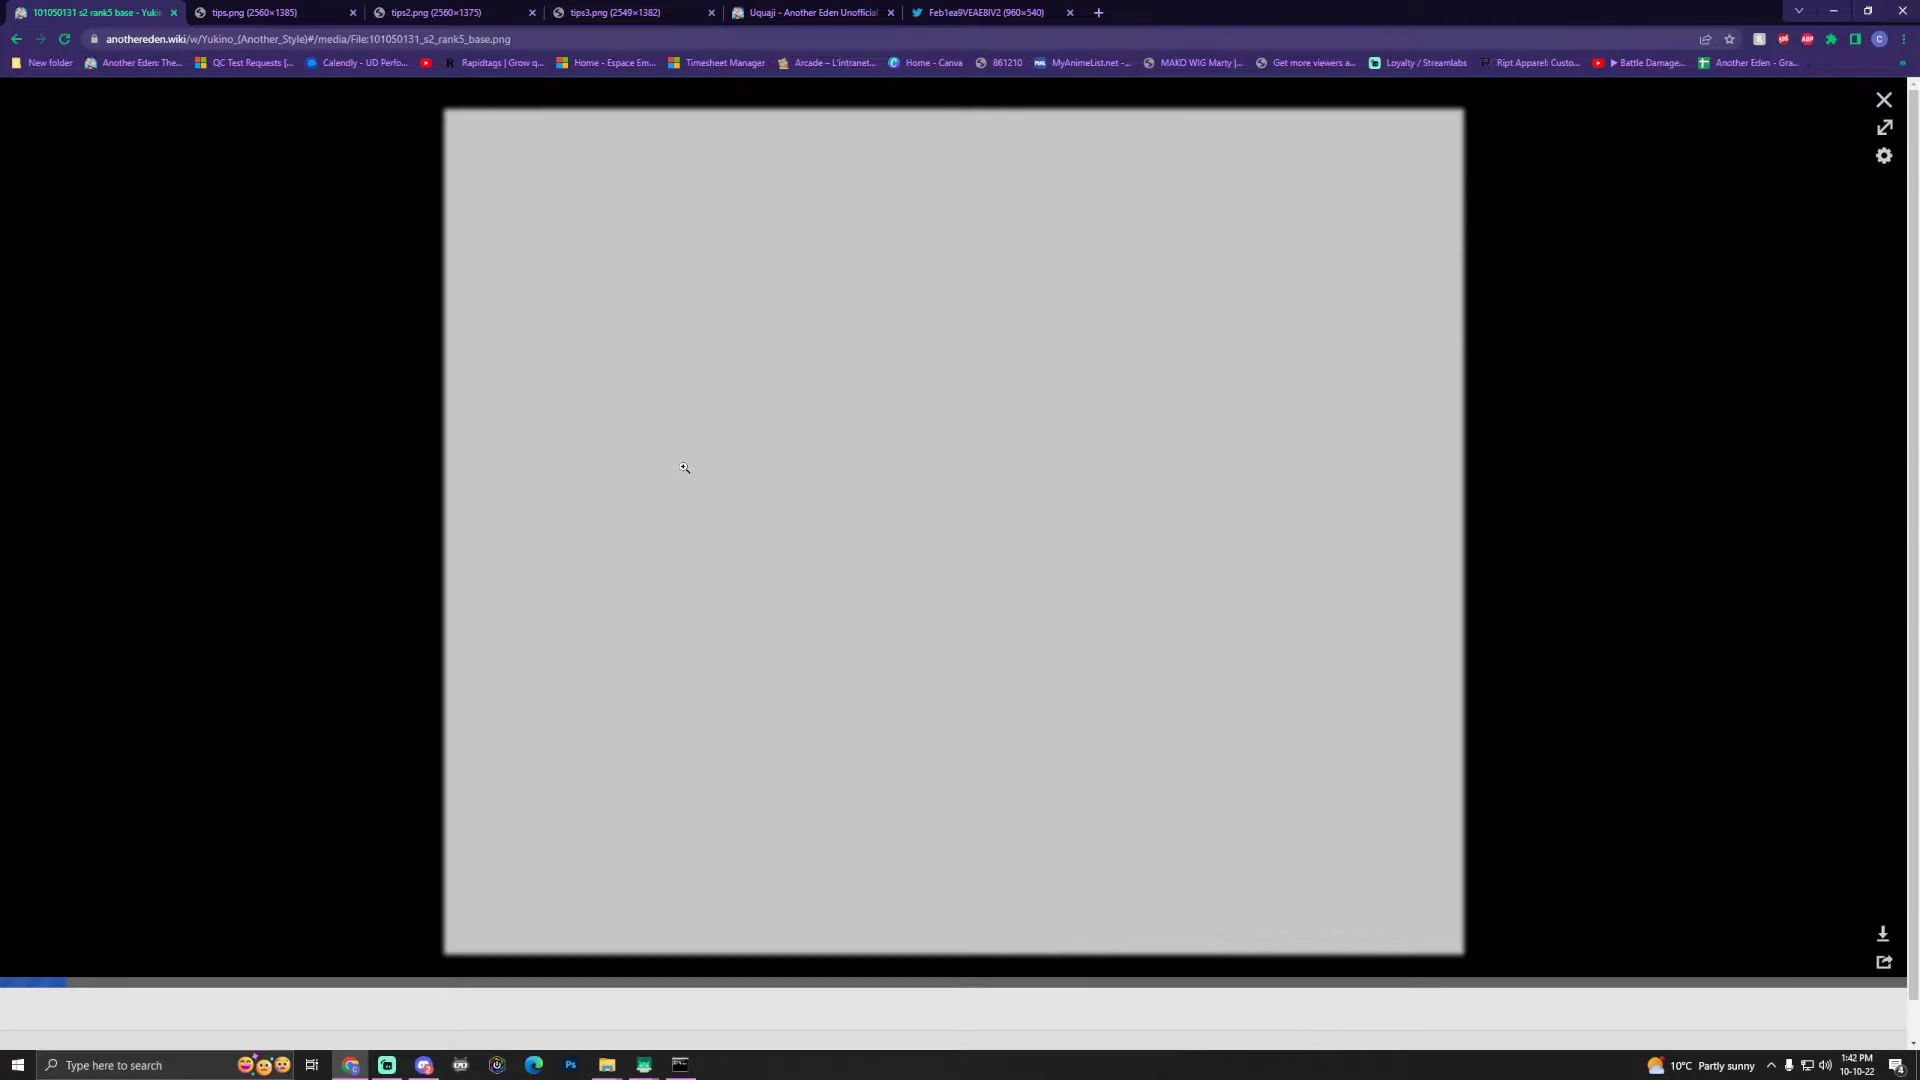 101050131 s2 rank5 base - Yuki
tips.png (2560×1385)
tips2.png (2560×1375)
tips3.png (2549×1382)
Uquaji - Another Eden Unofficial
Feb1ea9VEAE8IV2 (960×540)
anothereden.wiki/w/Yukino_(Another_Style)#/media/File:101050131_s2_rank5_base.png
New folder
Another Eden: The...
QC Test Requests [...
Calendly - UD Perfo...
Rapidtags | Grow q...
Home - Espace Em...
Timesheet Manager
Arcade – L'intranet...
Home - Canva
861210
MyAnimeList.net -...
MAKO WIG Marty |...
Get more viewers a...
Loyalty / Streamlabs
Ript Apparel: Custo...
Battle Damage...
Another Eden - Gra...
Type here to search
10°C Partly sunny
1:42 PM
10-10-22